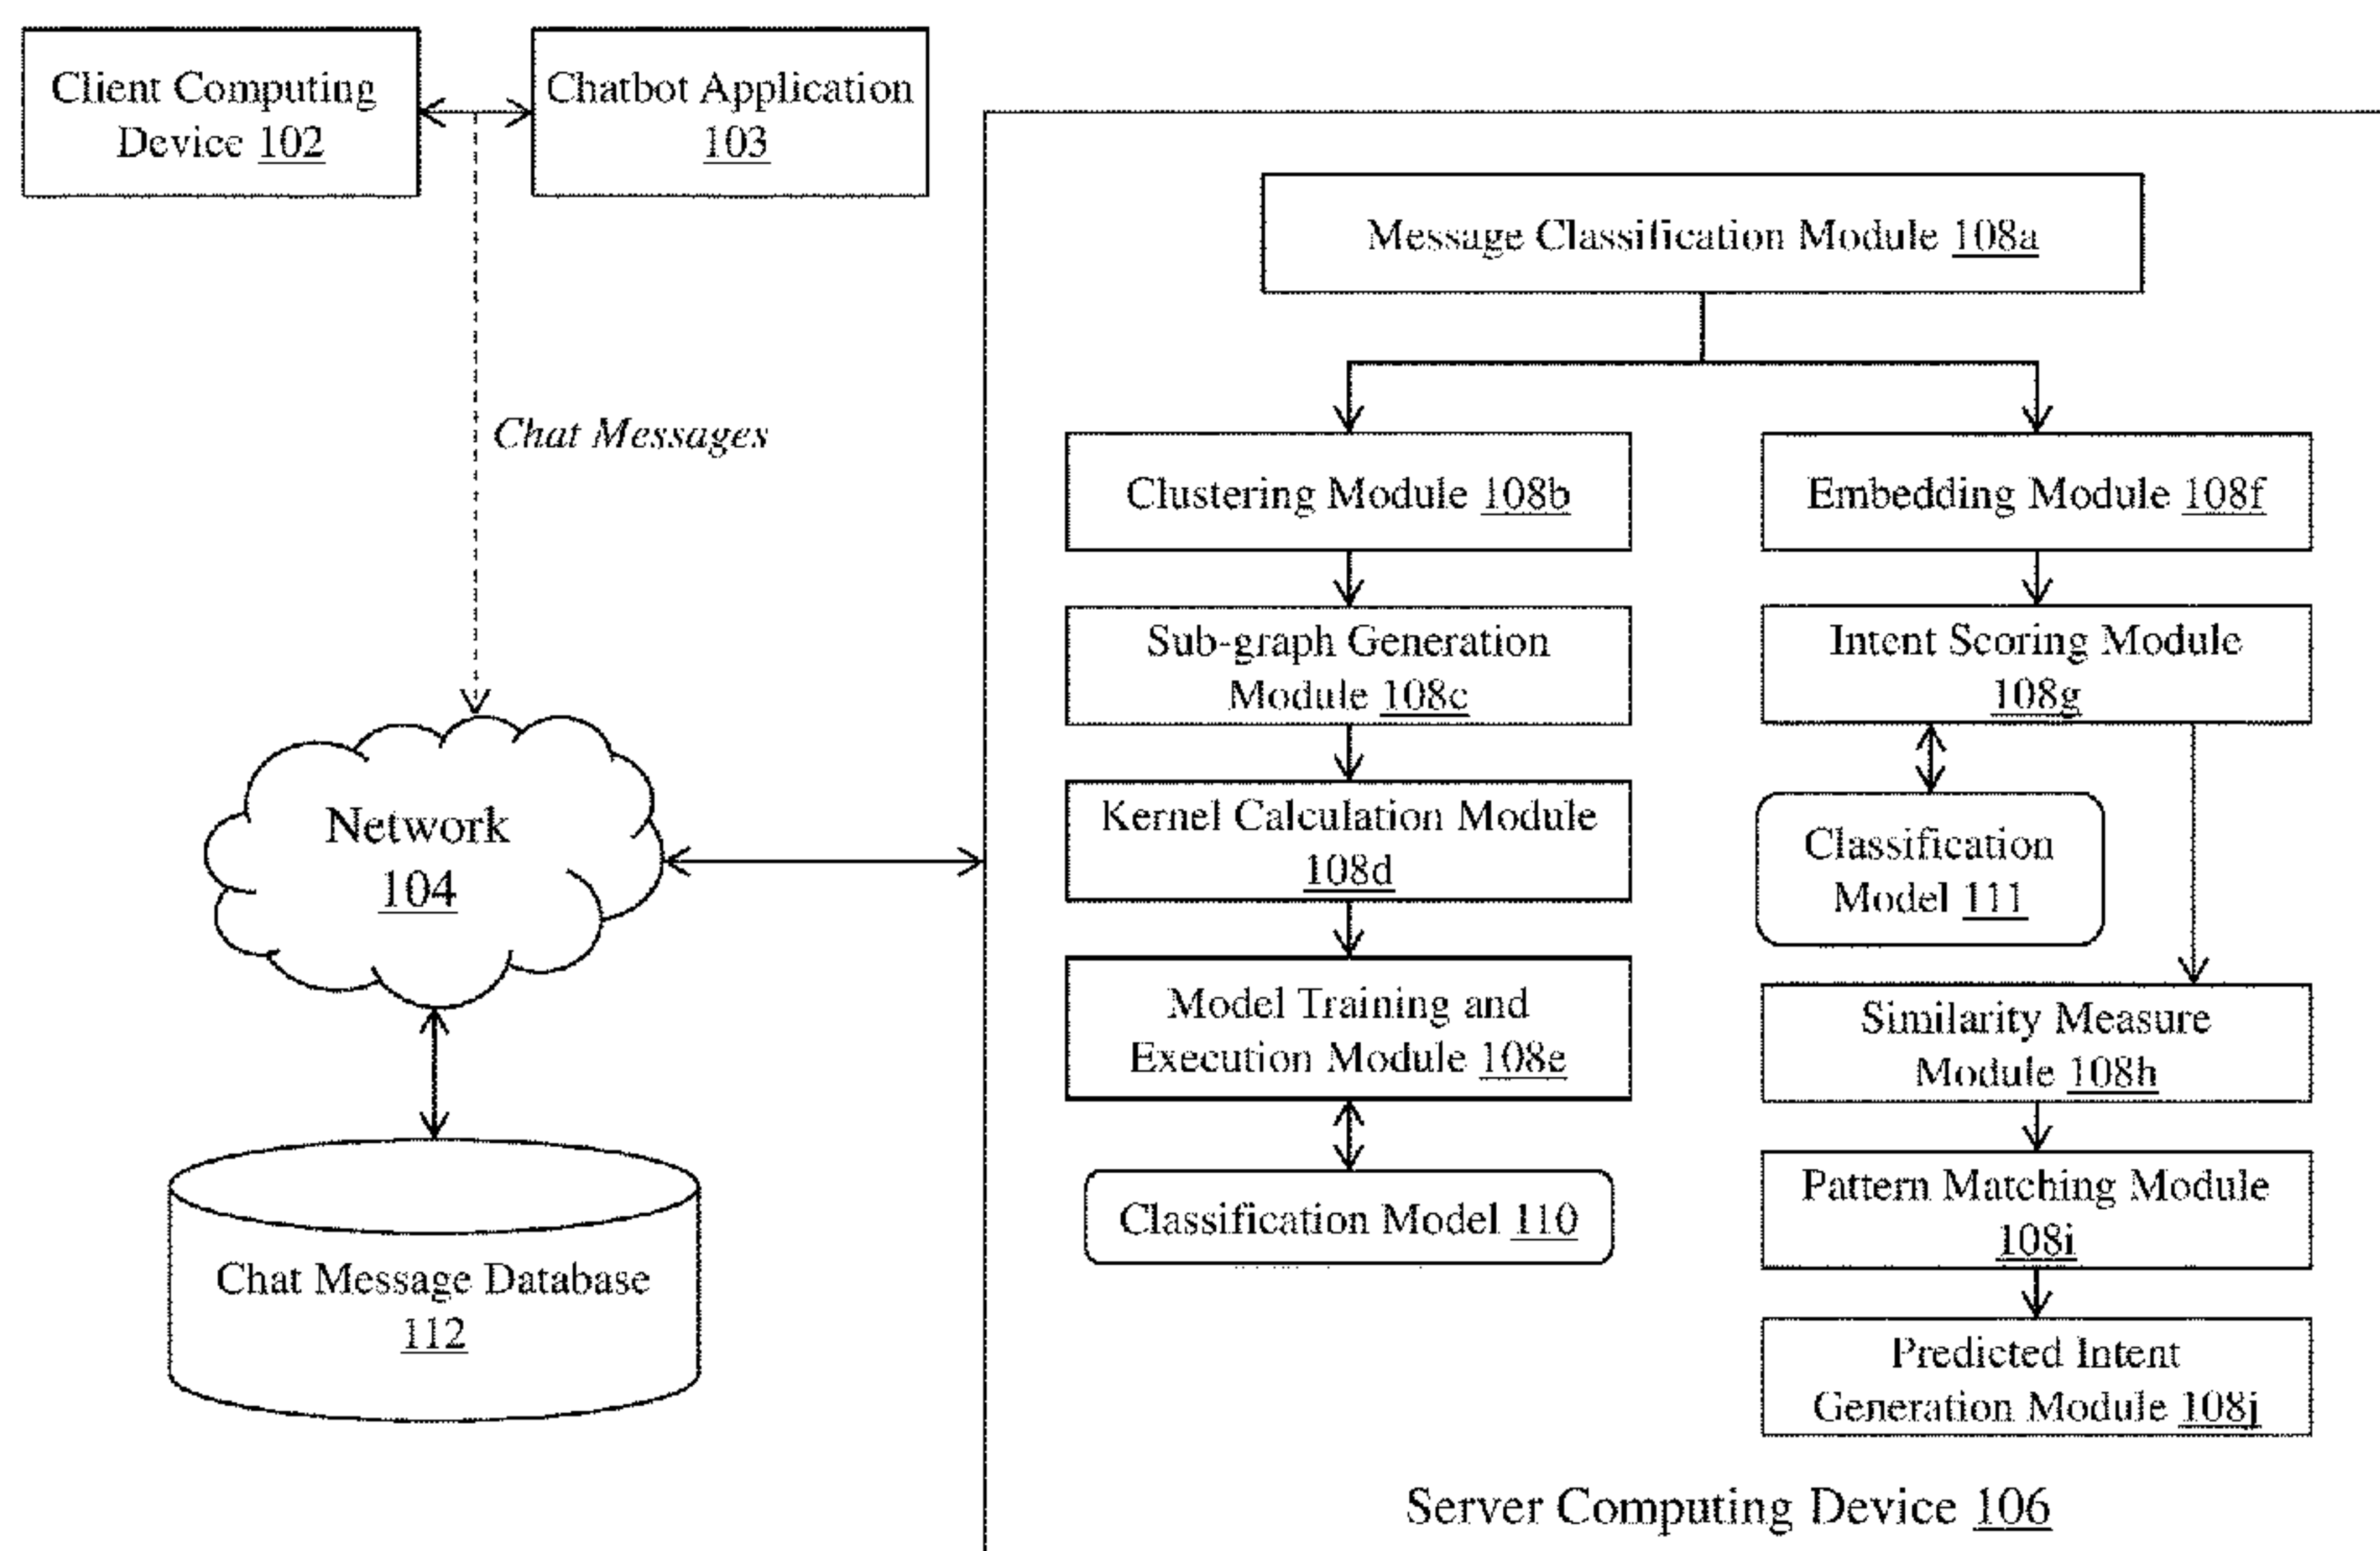 Client Computing
Device 102
Chatbot Application
103
Chat Messages
Network
104
Chat Message Database
112
Message Classification Module 108a
Clustering Module 108b
Sub-graph Generation
Module 108c
Kernel Calculation Module
108d
Model Training and
Execution Module 108e
Classification Model 110
Embedding Module 108f
Intent Scoring Module
108g
Classification
Model 111
Similarity Measure
Module 108h
Pattern Matching Module
108i
Predicted Intent
Generation Module 108j
Server Computing Device 106